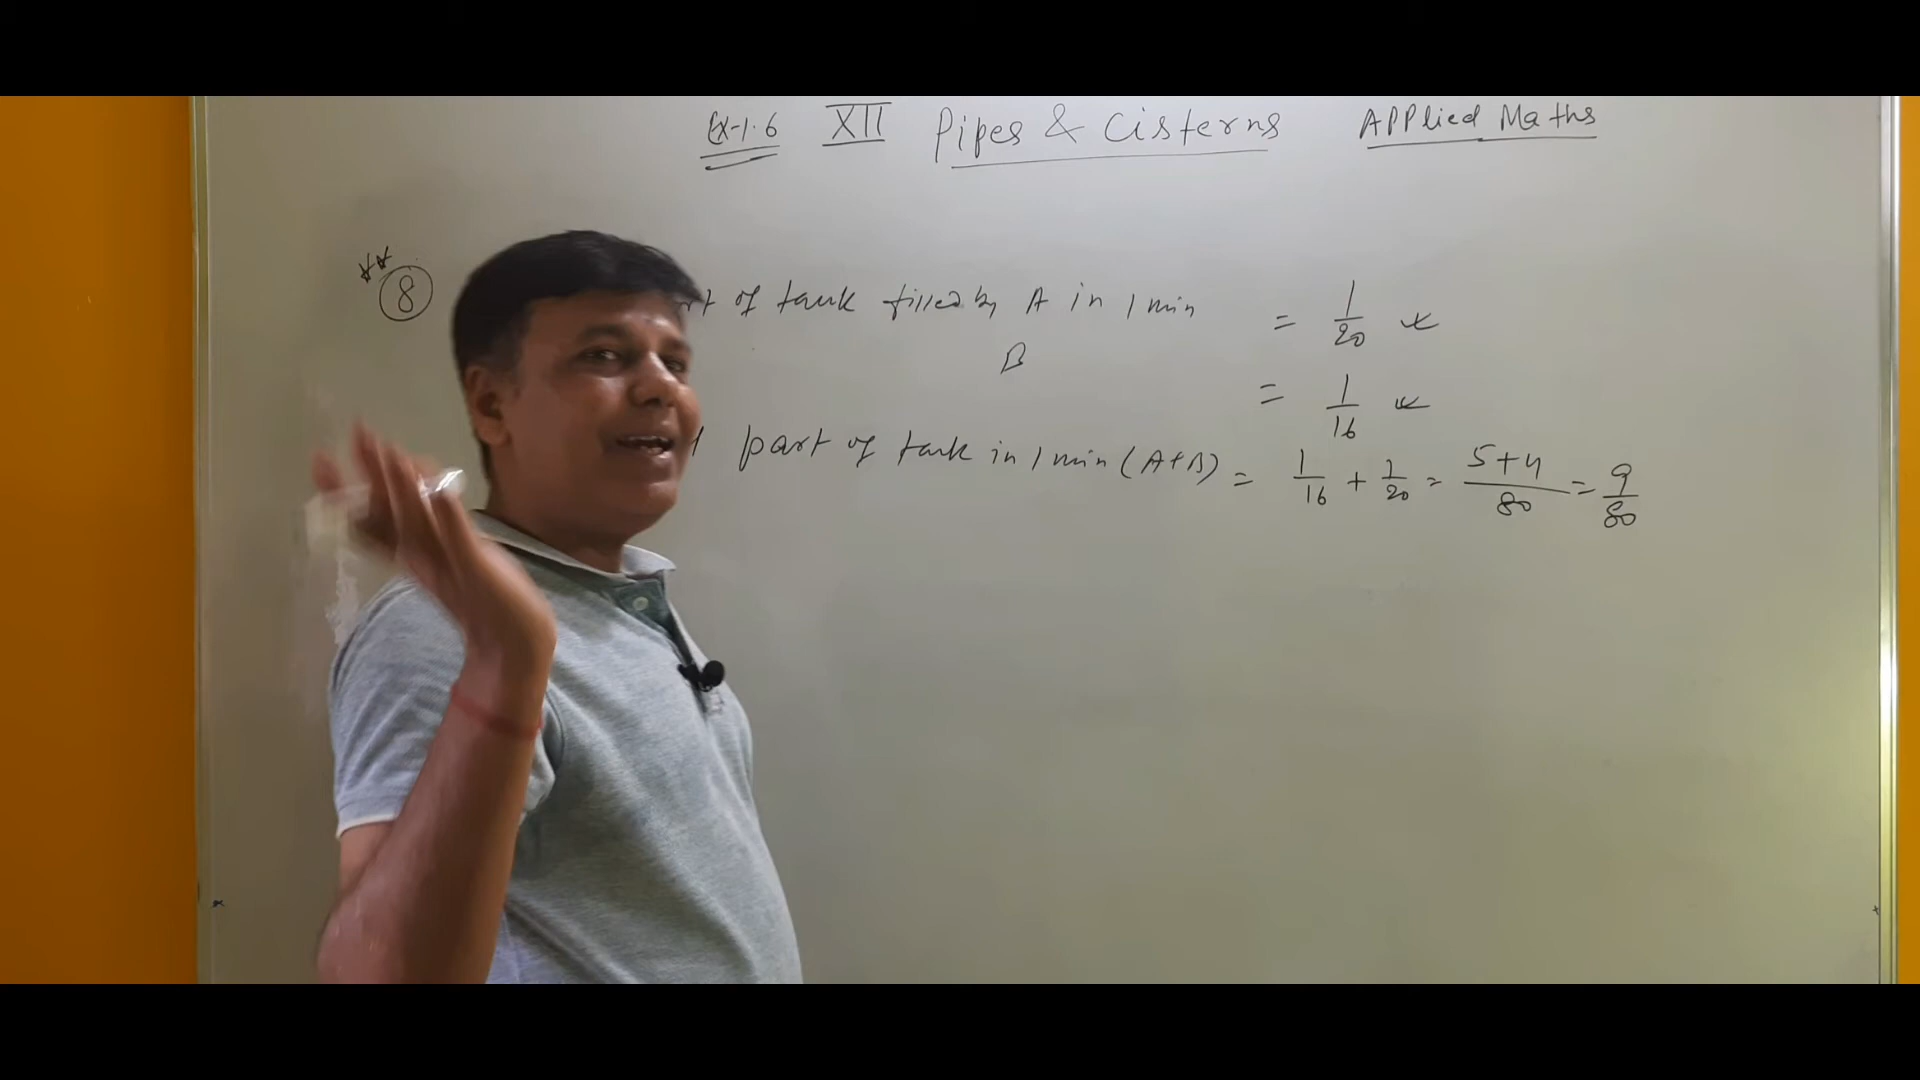 Ex-1.6 XII Pipes & Cisterns Applied Maths
8 of tank filled by A in 1 min = 1/20
B = 1/16
part of tank in 1 min (A+B) = 1/16 + 1/20 = 5+4/80 = 9/80